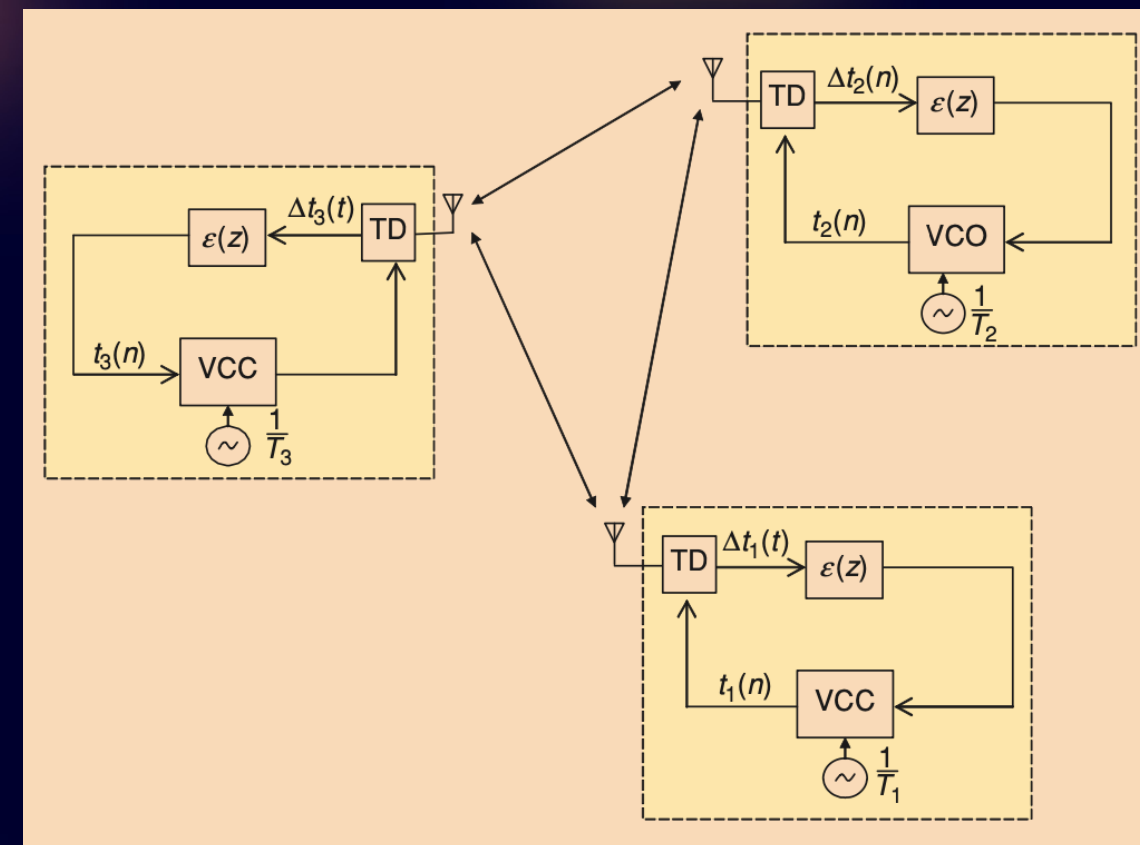 TD
Δt₂(n)
ε(z)
t₂(n)
VCO
1/T₂
ε(z)
Δt₃(t)
TD
t₃(n)
VCC
1/T₃
TD
Δt₁(t)
ε(z)
t₁(n)
VCC
1/T₁